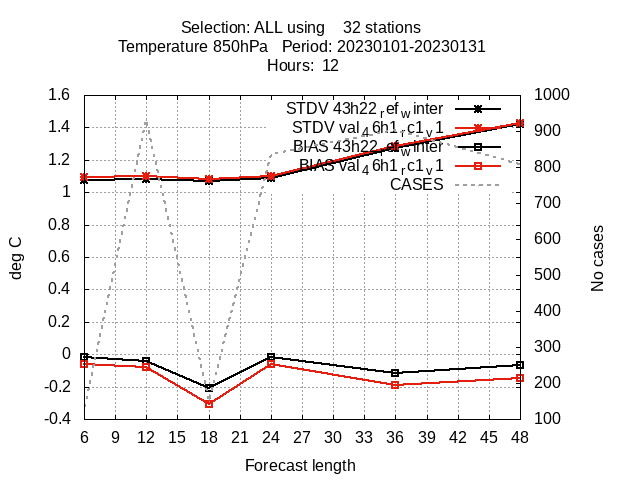 Selection: ALL using    32 stations
Temperature 850hPa   Period: 20230101-20230131
Hours:  12
1.6
1.4
1.2
1
0.8
0.6
0.4
0.2
0
-0.2
-0.4
deg C
STDV 43h22_ref_winter
STDV val_46h1_rc1_v1
BIAS 43h22_ref_winter
BIAS val_46h1_rc1_v1
CASES
1000
900
800
700
600
500
400
300
200
100
No cases
6 9 12 15 18 21 24 27 30 33 36 39 42 45 48
Forecast length